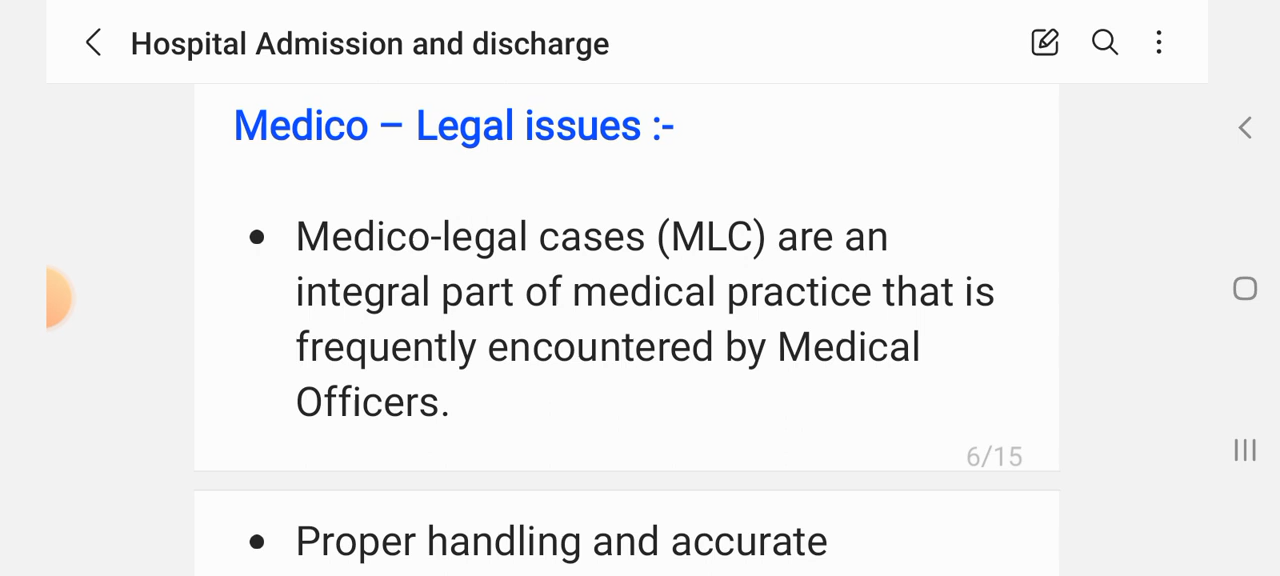 Hospital Admission and discharge
Medico – Legal issues :-
• Medico-legal cases (MLC) are an
integral part of medical practice that is
frequently encountered by Medical
Officers.
6/15
• Proper handling and accurate